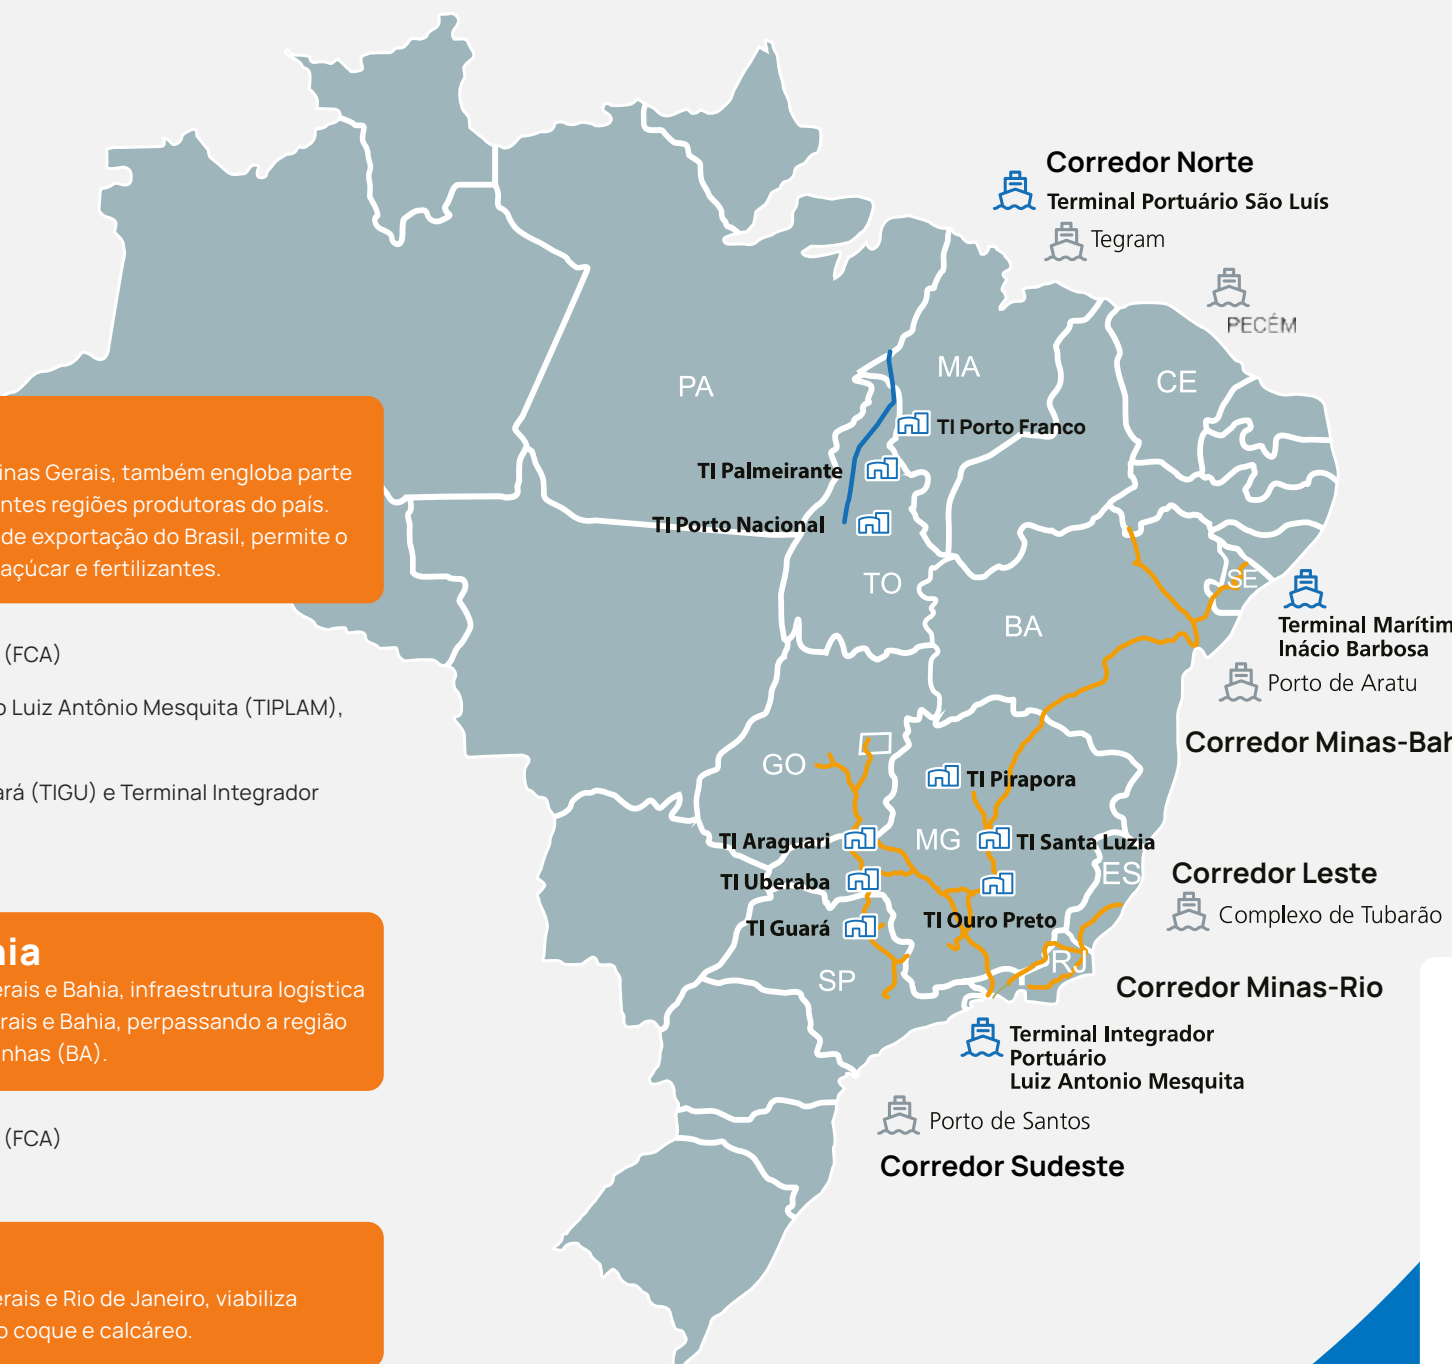 Corredor Norte
Terminal Portuário São Luís
Tegram
PECÉM
PA
MA
CE
TI Porto Franco
TI Palmeirante
TI Porto Nacional
TO
BA
SE
Terminal Marítim
Inácio Barbosa
Porto de Aratu
Corredor Minas-Bah
GO
TI Pirapora
TI Araguari
MG
TI Santa Luzia
TI Uberaba
ES
Corredor Leste
Complexo de Tubarão
TI Guará
TI Ouro Preto
SP
RJ
Corredor Minas-Rio
Terminal Integrador
Portuário
Luiz Antonio Mesquita
Porto de Santos
Corredor Sudeste
inas Gerais, também engloba parte
ntes regiões produtoras do país.
de exportação do Brasil, permite o
açúcar e fertilizantes.
(FCA)
o Luiz Antônio Mesquita (TIPLAM),
ará (TIGU) e Terminal Integrador
nia
erais e Bahia, infraestrutura logística
rais e Bahia, perpassando a região
inhas (BA).
(FCA)
erais e Rio de Janeiro, viabiliza
o coque e calcáreo.